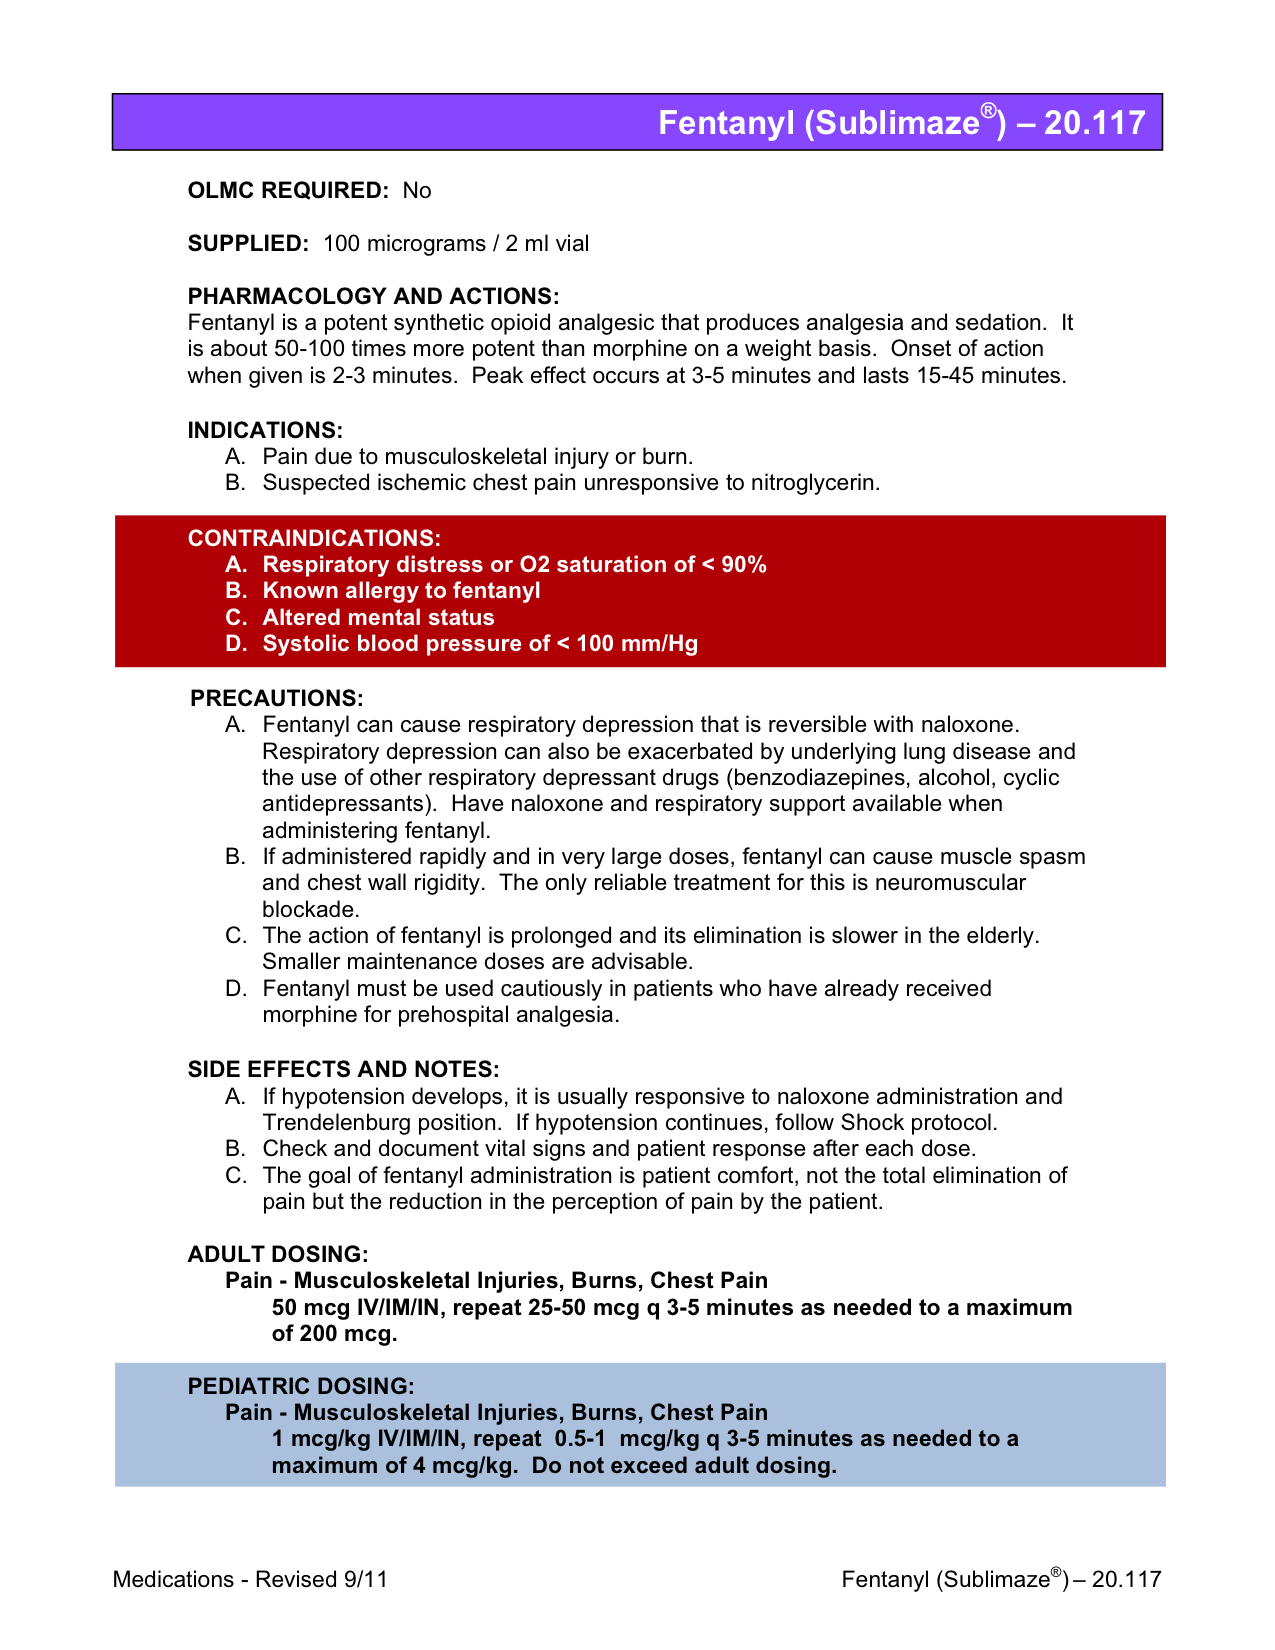 Fentanyl (Sublimaze®) – 20.117
OLMC REQUIRED: No
SUPPLIED: 100 micrograms / 2 ml vial
PHARMACOLOGY AND ACTIONS:
Fentanyl is a potent synthetic opioid analgesic that produces analgesia and sedation. It
is about 50-100 times more potent than morphine on a weight basis. Onset of action
when given is 2-3 minutes. Peak effect occurs at 3-5 minutes and lasts 15-45 minutes.
INDICATIONS:
A. Pain due to musculoskeletal injury or burn.
B. Suspected ischemic chest pain unresponsive to nitroglycerin.
CONTRAINDICATIONS:
A. Respiratory distress or O2 saturation of < 90%
B. Known allergy to fentanyl
C. Altered mental status
D. Systolic blood pressure of < 100 mm/Hg
PRECAUTIONS:
A. Fentanyl can cause respiratory depression that is reversible with naloxone.
Respiratory depression can also be exacerbated by underlying lung disease and
the use of other respiratory depressant drugs (benzodiazepines, alcohol, cyclic
antidepressants). Have naloxone and respiratory support available when
administering fentanyl.
B. If administered rapidly and in very large doses, fentanyl can cause muscle spasm
and chest wall rigidity. The only reliable treatment for this is neuromuscular
blockade.
C. The action of fentanyl is prolonged and its elimination is slower in the elderly.
Smaller maintenance doses are advisable.
D. Fentanyl must be used cautiously in patients who have already received
morphine for prehospital analgesia.
SIDE EFFECTS AND NOTES:
A. If hypotension develops, it is usually responsive to naloxone administration and
Trendelenburg position. If hypotension continues, follow Shock protocol.
B. Check and document vital signs and patient response after each dose.
C. The goal of fentanyl administration is patient comfort, not the total elimination of
pain but the reduction in the perception of pain by the patient.
ADULT DOSING:
Pain - Musculoskeletal Injuries, Burns, Chest Pain
50 mcg IV/IM/IN, repeat 25-50 mcg q 3-5 minutes as needed to a maximum
of 200 mcg.
PEDIATRIC DOSING:
Pain - Musculoskeletal Injuries, Burns, Chest Pain
1 mcg/kg IV/IM/IN, repeat 0.5-1 mcg/kg q 3-5 minutes as needed to a
maximum of 4 mcg/kg. Do not exceed adult dosing.
Medications - Revised 9/11
Fentanyl (Sublimaze®) – 20.117